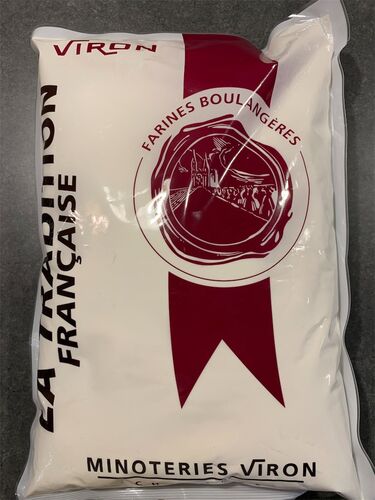 VIRON
FARINES BOULANGÈRES
LA TRADITION
FRANÇAISE
MINOTERIES VIRON